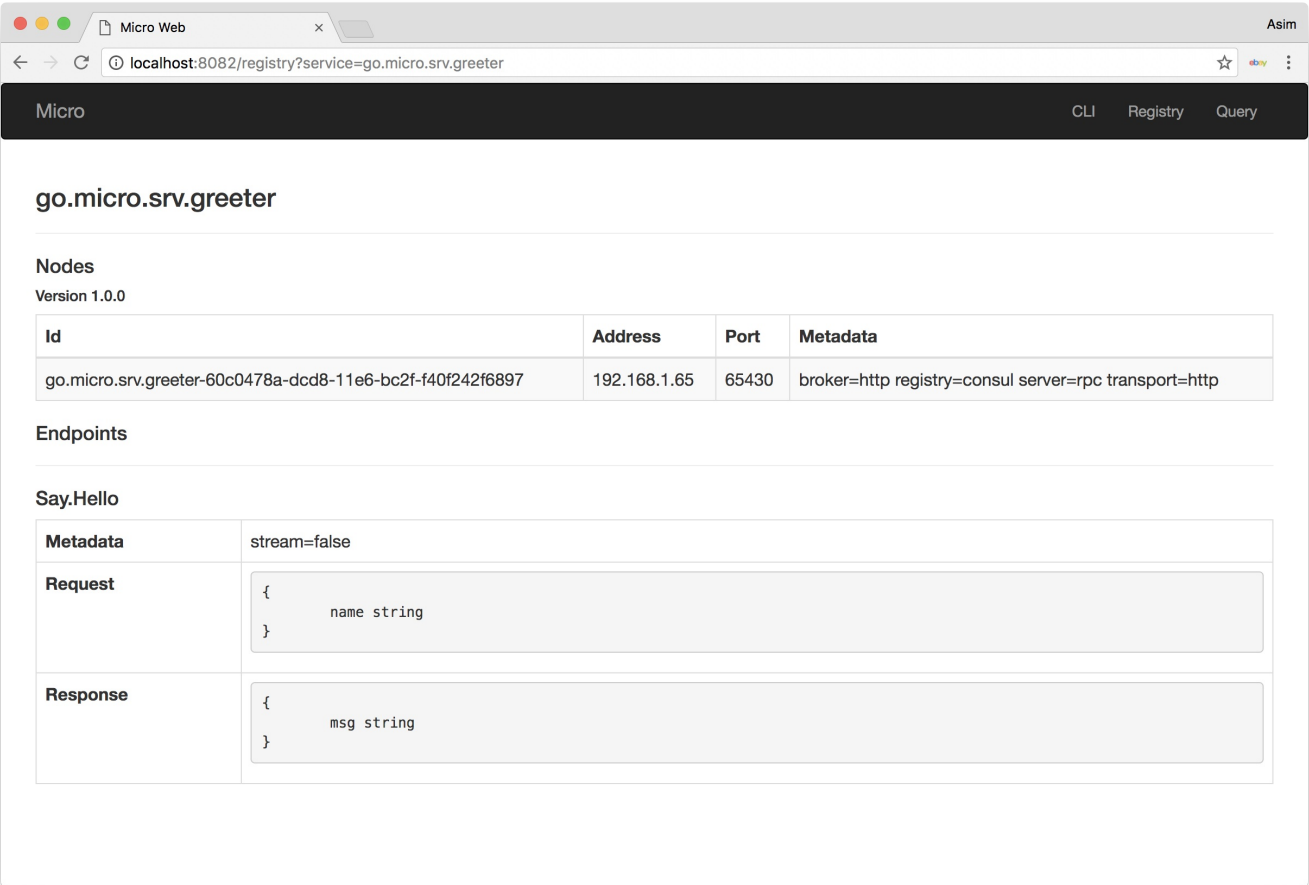 Micro Web
Asim
localhost:8082/registry?service=go.micro.srv.greeter
ebay
Micro CLI Registry Query
go.micro.srv.greeter
Nodes
Version 1.0.0
Id Address Port Metadata
go.micro.srv.greeter-60c0478a-dcd8-11e6-bc2f-f40f242f6897 192.168.1.65 65430 broker=http registry=consul server=rpc transport=http
Endpoints
Say.Hello
Metadata stream=false
Request {
name string
}
Response {
msg string
}